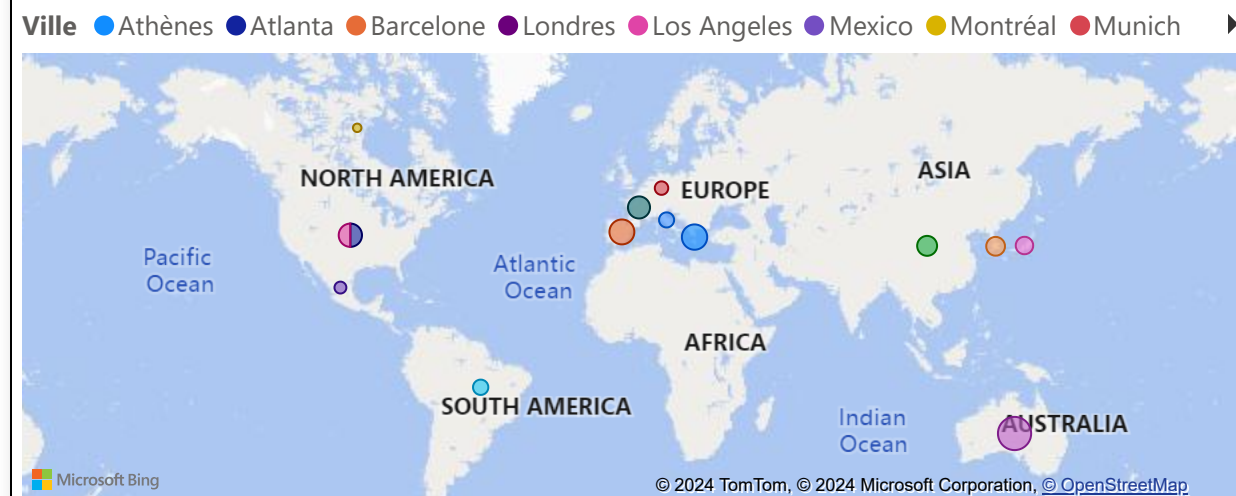 Ville Athènes Atlanta Barcelone Londres Los Angeles Mexico Montréal Munich
NORTH AMERICA
EUROPE
ASIA
Pacific
Ocean
Atlantic
Ocean
AFRICA
SOUTH AMERICA
Indian
Ocean
AUSTRALIA
Microsoft Bing
© 2024 TomTom, © 2024 Microsoft Corporation, © OpenStreetMap